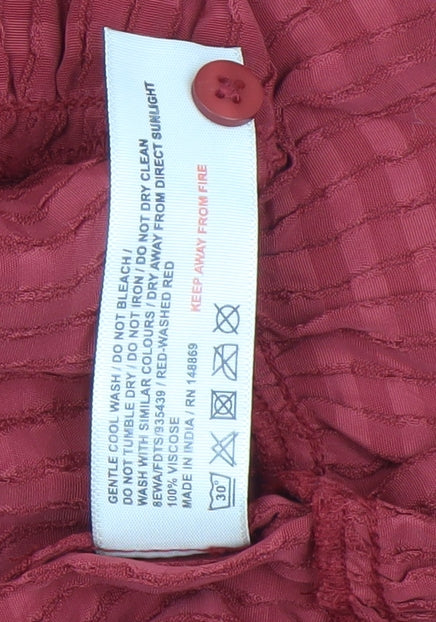 GENTLE COOL WASH / DO NOT BLEACH /
DO NOT TUMBLE DRY / DO NOT IRON / DO NOT DRY CLEAN
WASH WITH SIMILAR COLOURS / DRY AWAY FROM DIRECT SUNLIGHT
8EWA/FDTS/935439 / RED-WASHED RED
100% VISCOSE
MADE IN INDIA / RN 148869
KEEP AWAY FROM FIRE
30°